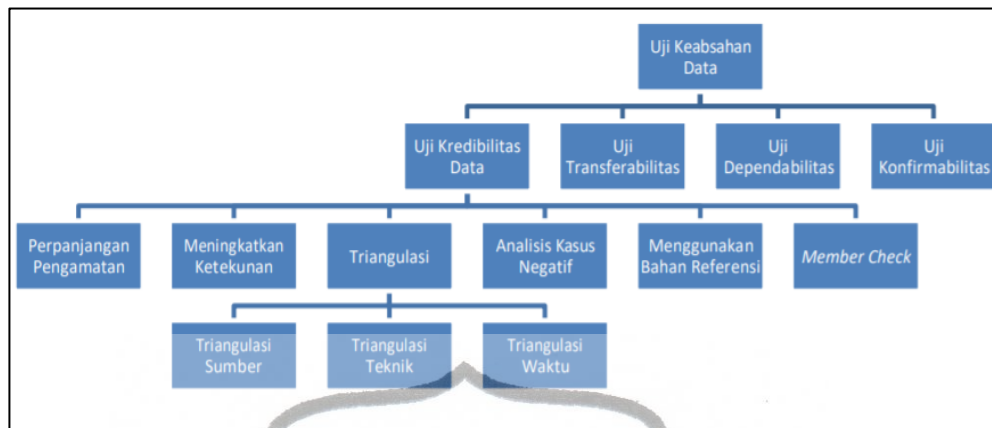 Uji Keabsahan
Data
Uji Kredibilitas
Data
Uji
Transferabilitas
Uji
Dependabilitas
Uji
Konfirmabilitas
Perpanjangan
Pengamatan
Meningkatkan
Ketekunan
Triangulasi
Analisis Kasus
Negatif
Menggunakan
Bahan Referensi
Member Check
Triangulasi
Sumber
Triangulasi
Teknik
Triangulasi
Waktu